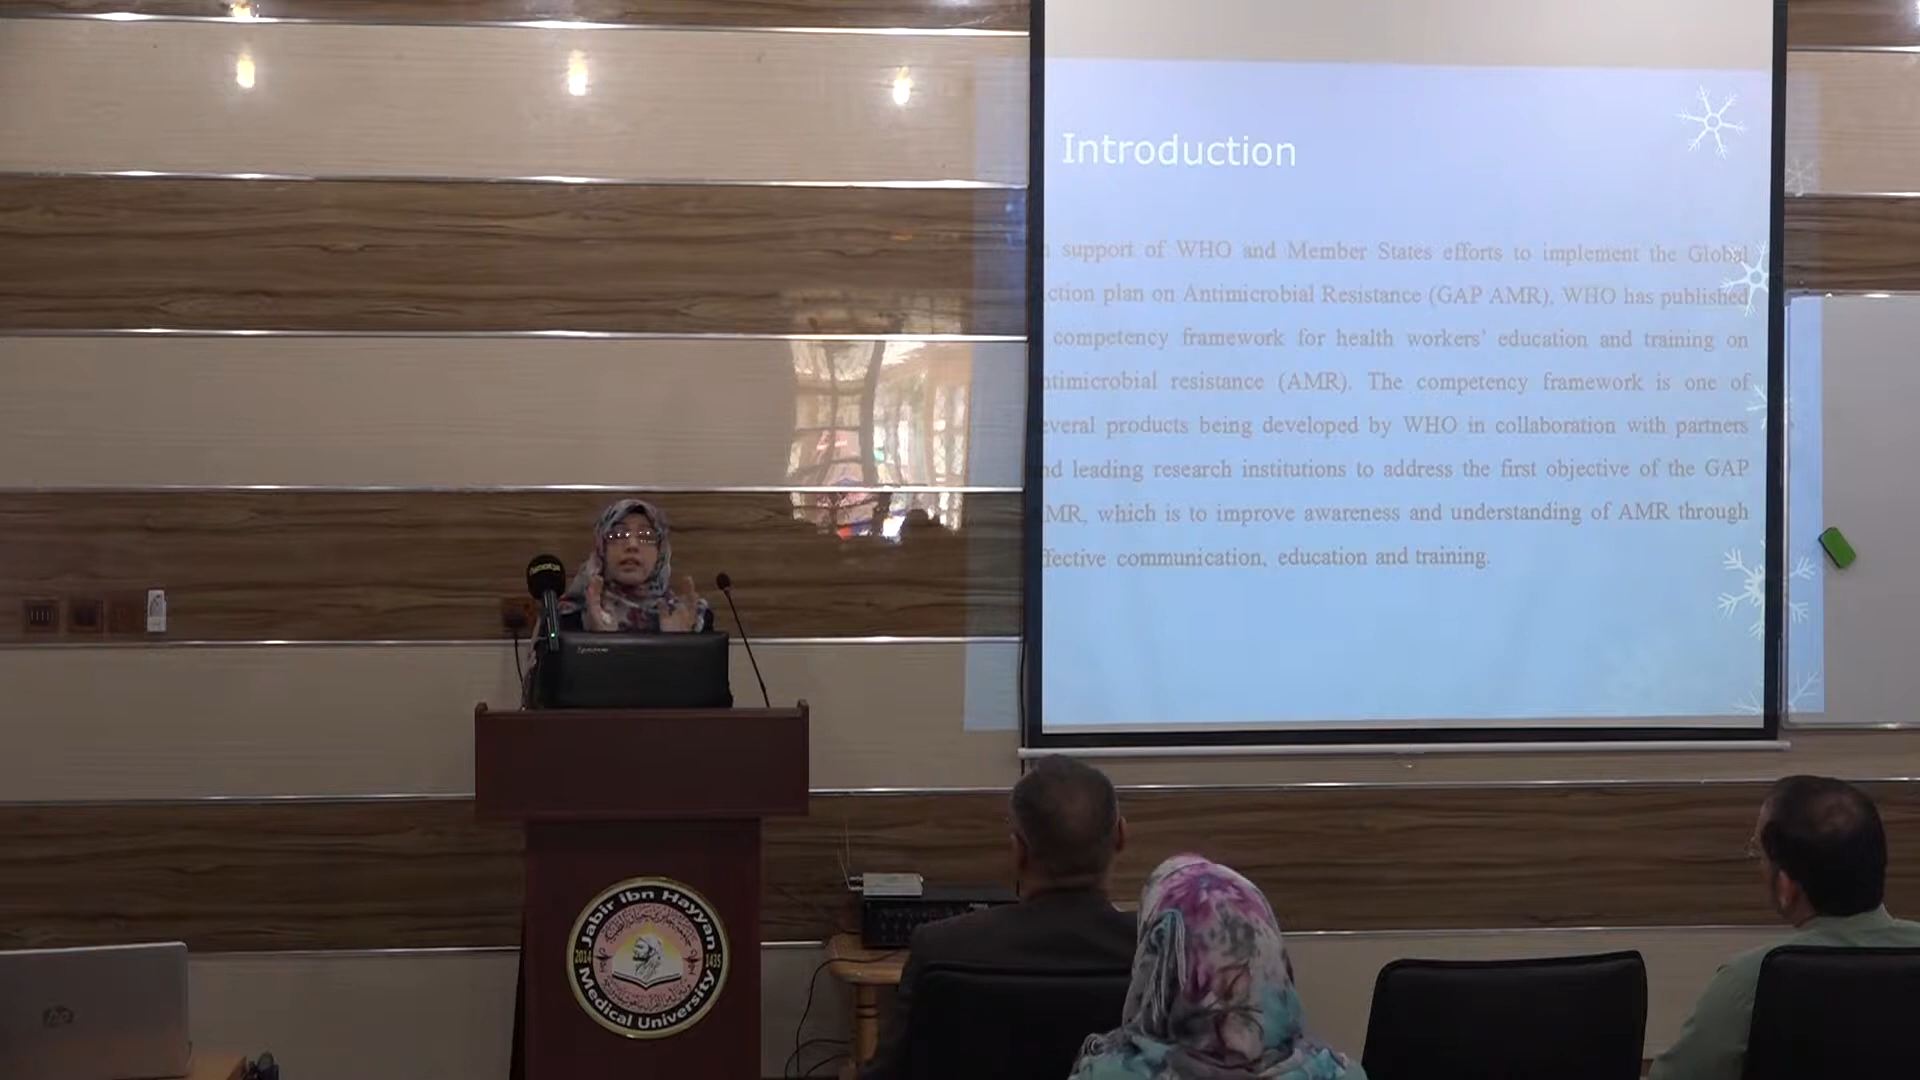 Introduction
support of WHO and Member States efforts to implement the Global
ction plan on Antimicrobial Resistance (GAP AMR), WHO has published
competency framework for health workers' education and training on
ntimicrobial resistance (AMR). The competency framework is one of
everal products being developed by WHO in collaboration with partners
nd leading research institutions to address the first objective of the GAP
MR, which is to improve awareness and understanding of AMR through
ffective communication, education and training.
Jabir ibn Hayyan
2014 1435
Medical University
hp